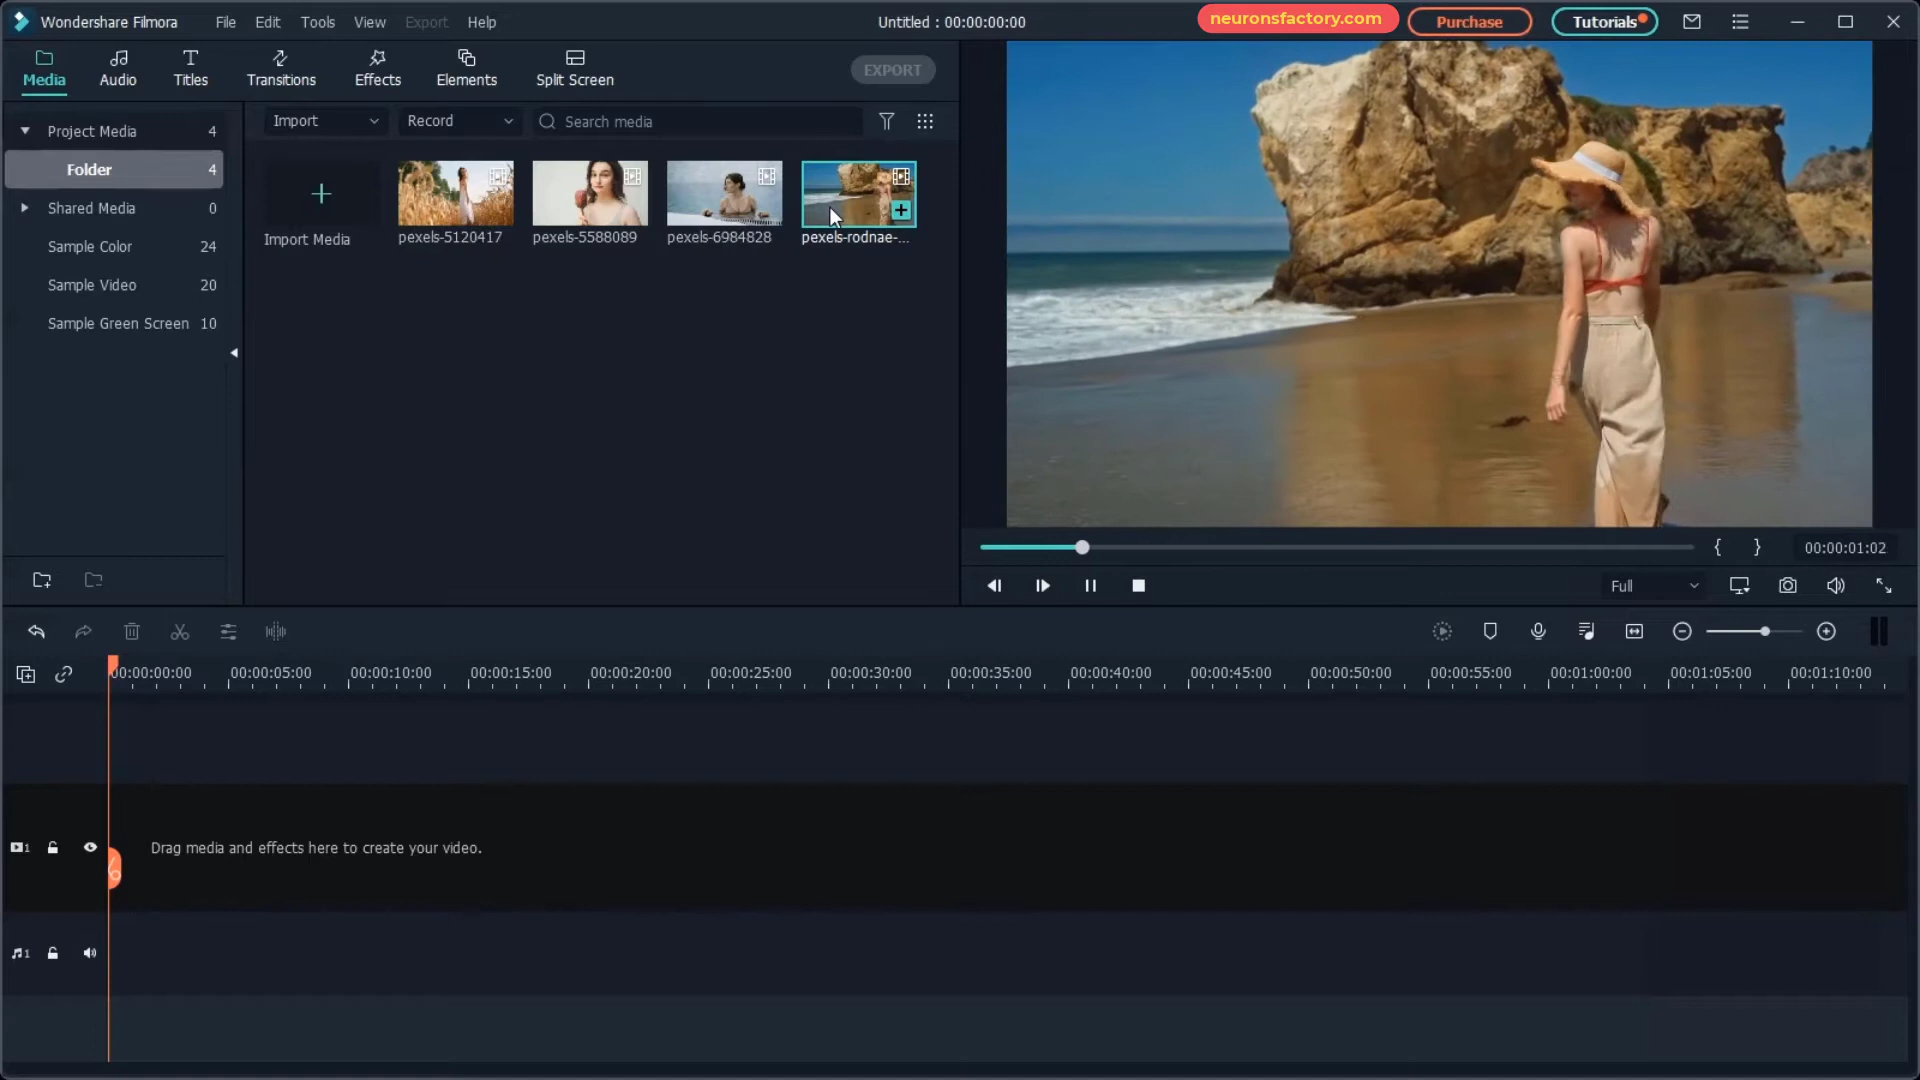 Wondershare Filmora File Edit Tools View Export Help Untitled : 00:00:00:00 neuronsfactory.com Purchase Tutorials
Media Audio Titles Transitions Effects Elements Split Screen EXPORT
Import Record Search media
Project Media 4
Folder 4
Shared Media 0
Sample Color 24
Sample Video 20
Sample Green Screen 10
Import Media pexels-5120417 pexels-5588089 pexels-6984828 pexels-rodnae-...
{ } 00:00:01:02
Full
00:00:00:00 00:00:05:00 00:00:10:00 00:00:15:00 00:00:20:00 00:00:25:00 00:00:30:00 00:00:35:00 00:00:40:00 00:00:45:00 00:00:50:00 00:00:55:00 00:01:00:00 00:01:05:00 00:01:10:00
1 Drag media and effects here to create your video.
1